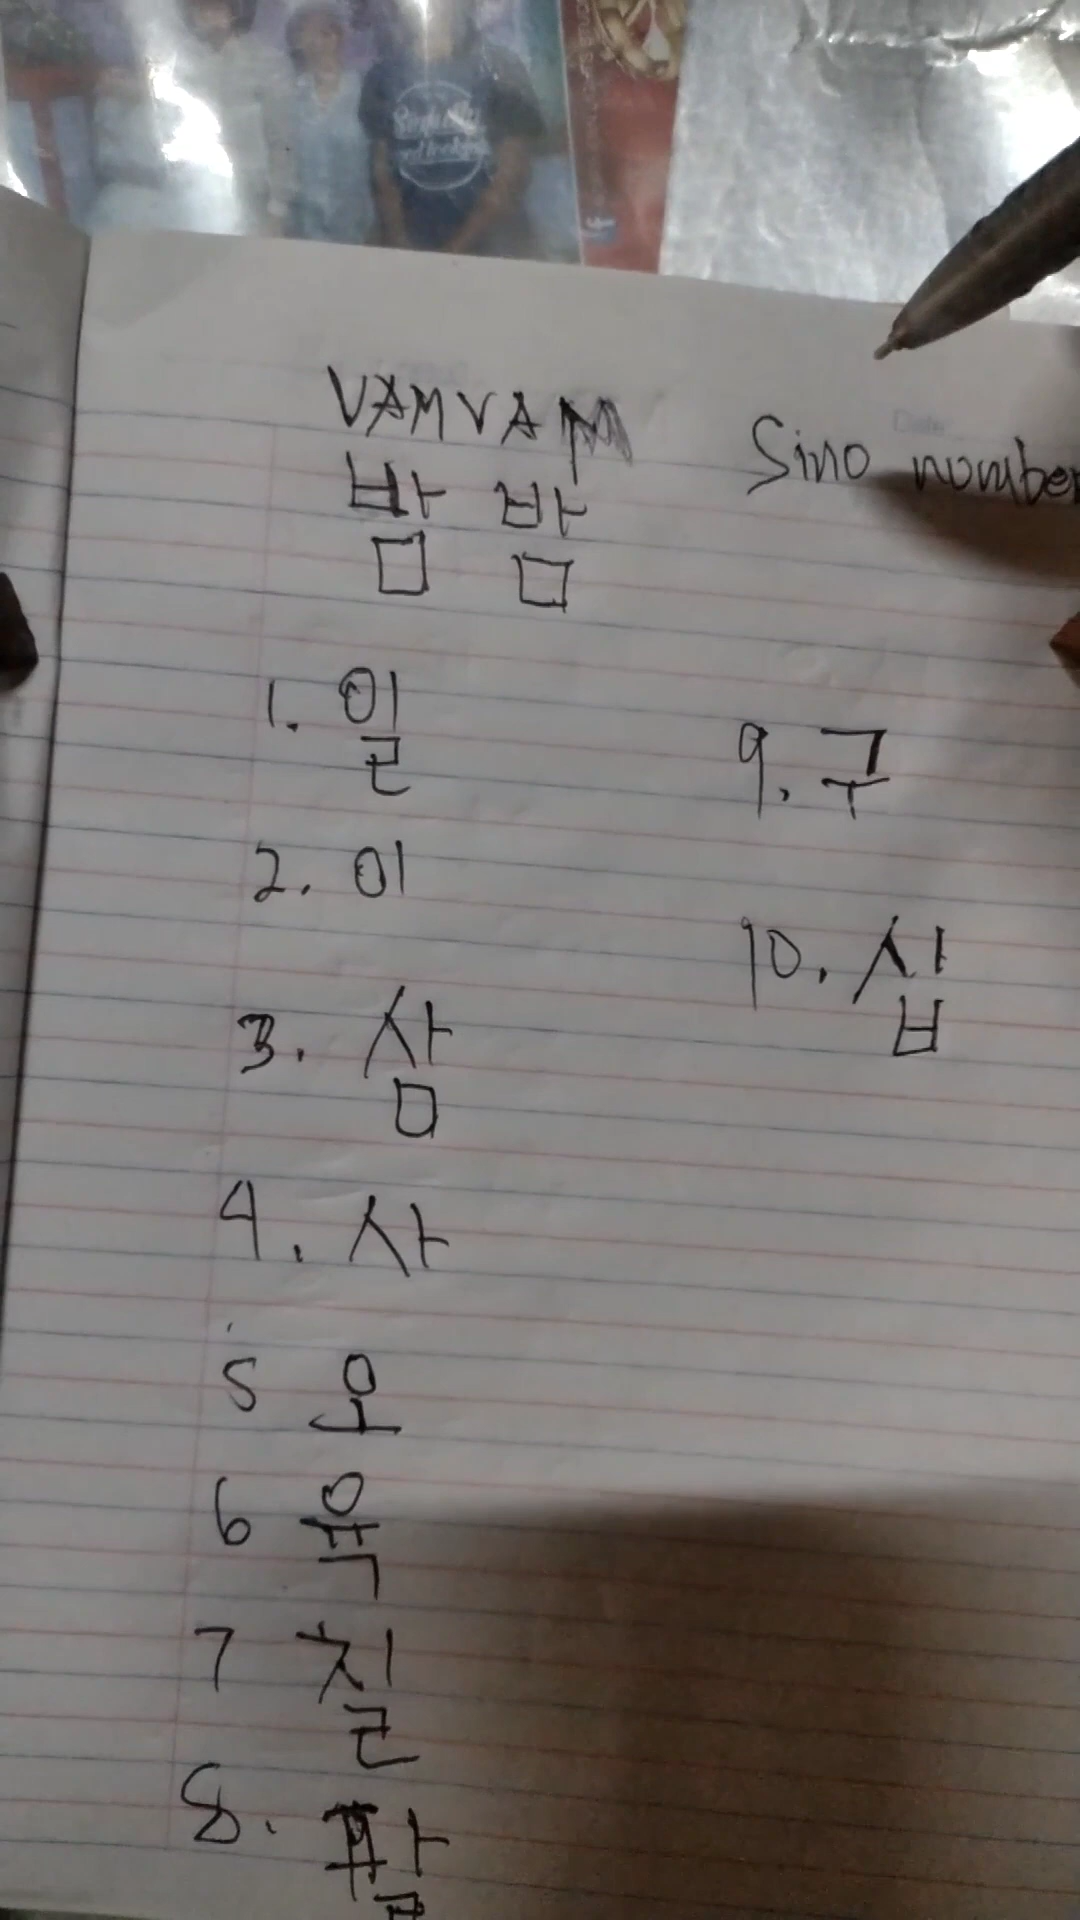 VAMVAM
Sino number
밤 밤
1. 일
2. 이
3. 삼
4. 사
5 오
6 육
7 칠
8. 팔
9. 구
10. 십